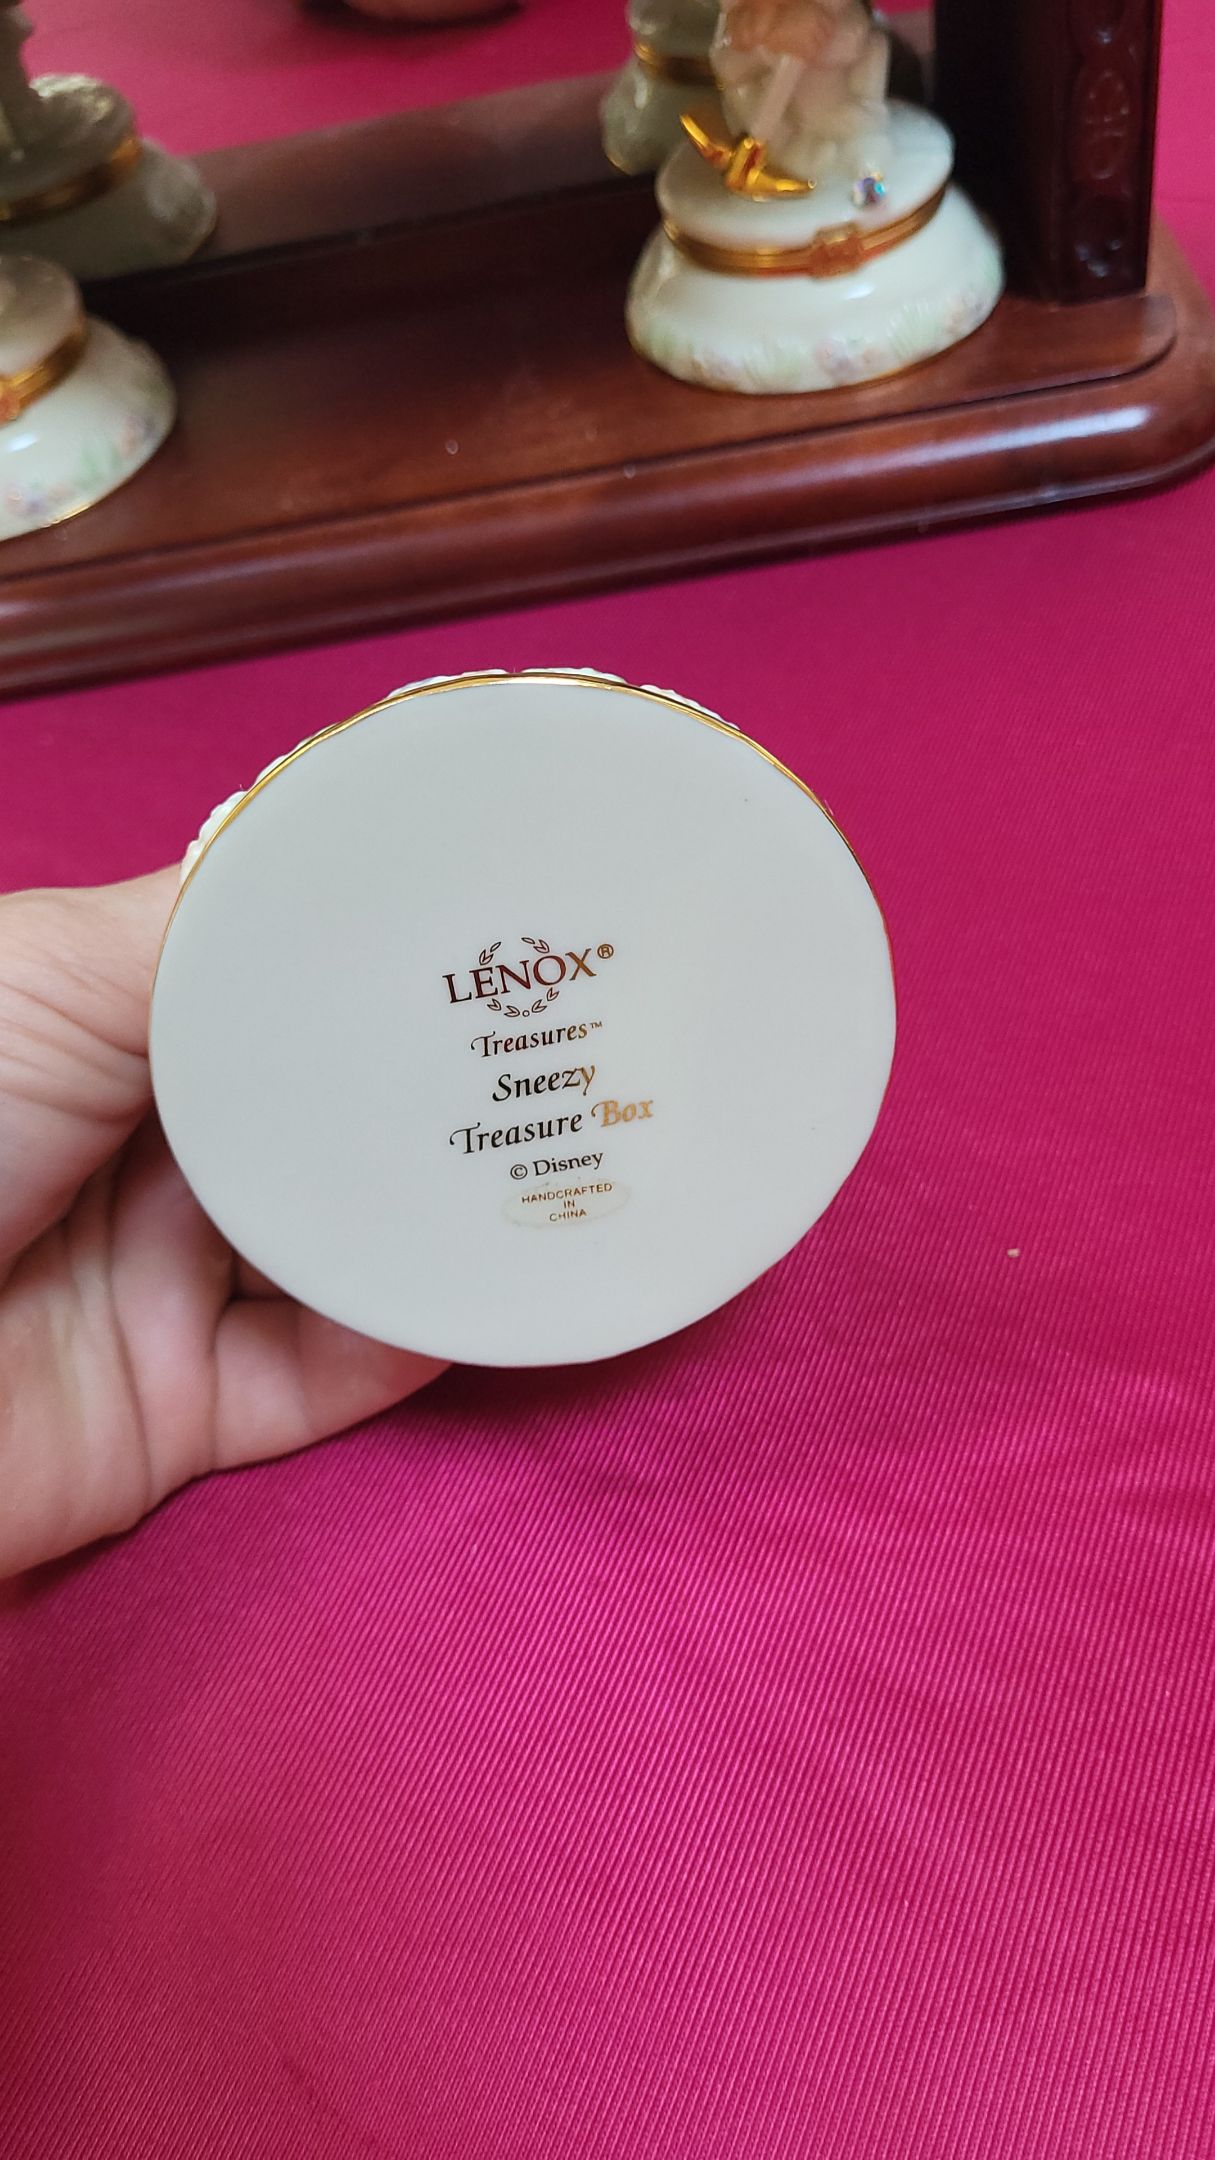 LENOX®
Treasures™
Sneezy
Treasure Box
© Disney
HANDCRAFTED
IN
CHINA